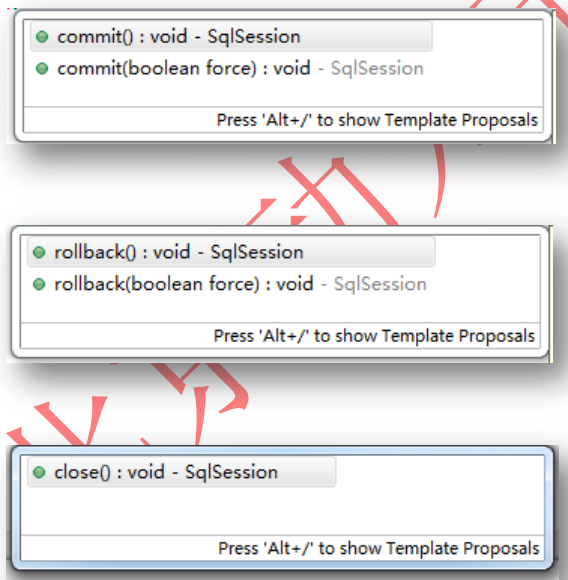 commit() : void - SqlSession
commit(boolean force) : void - SqlSession
Press 'Alt+/' to show Template Proposals
rollback() : void - SqlSession
rollback(boolean force) : void - SqlSession
Press 'Alt+/' to show Template Proposals
close() : void - SqlSession
Press 'Alt+/' to show Template Proposals